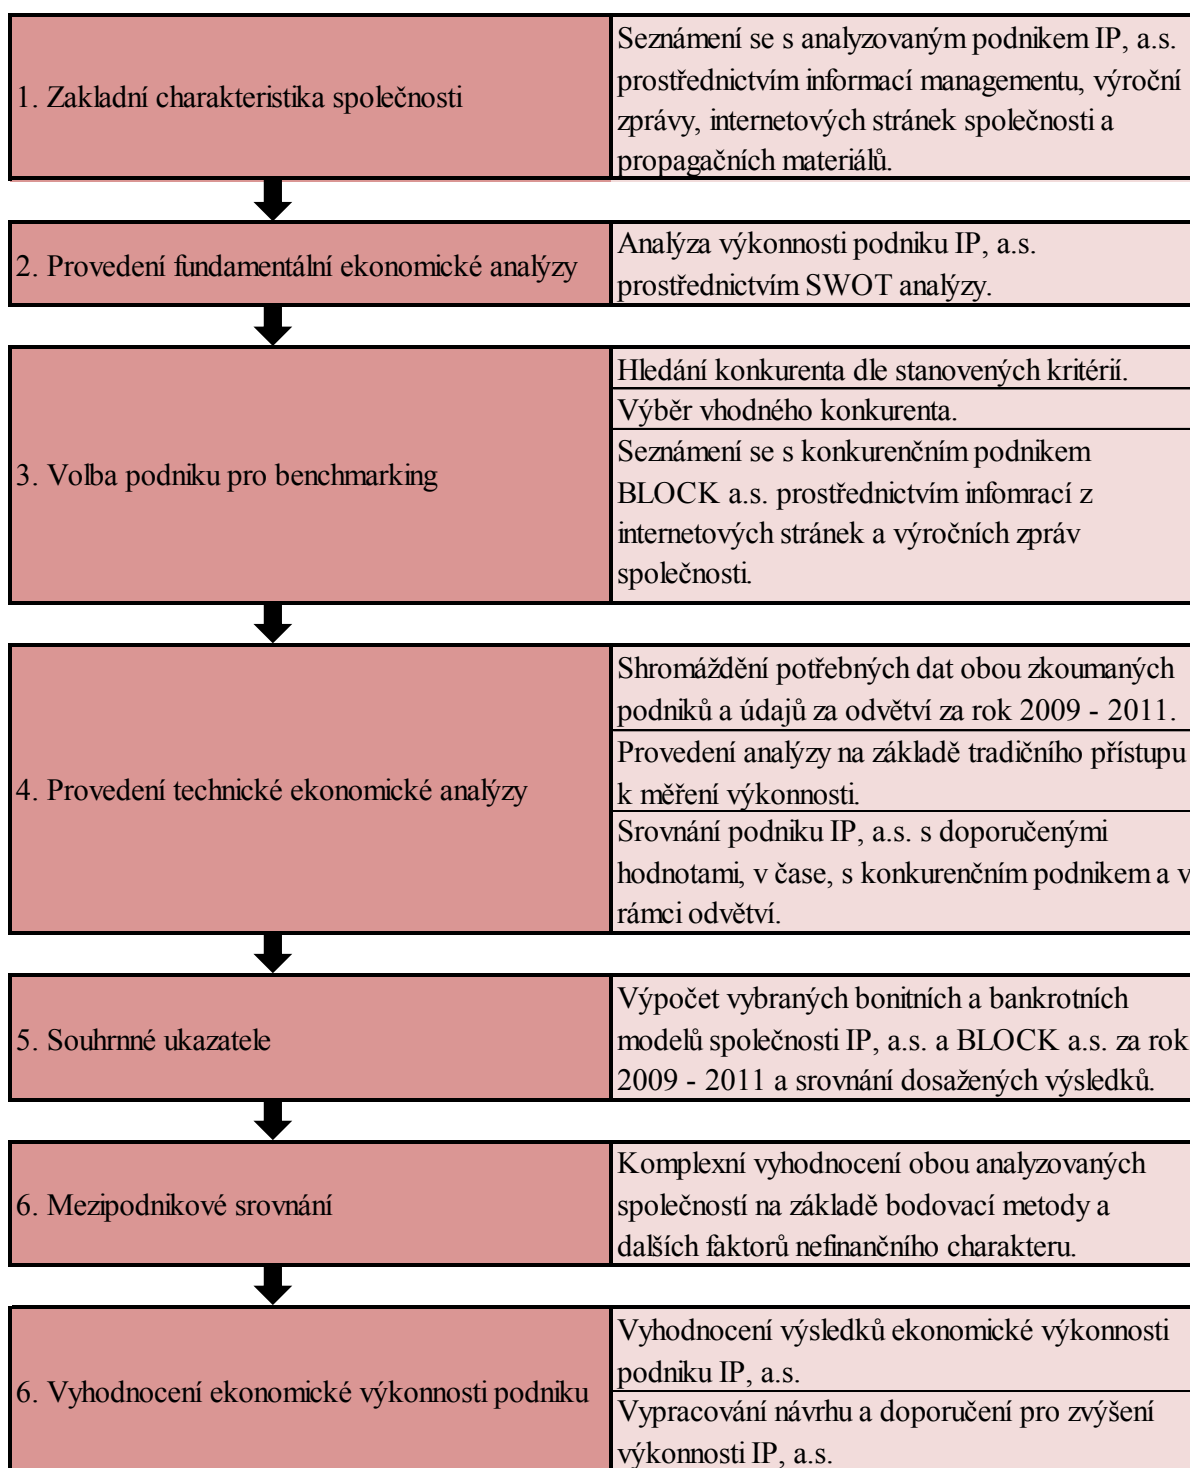 1. Zakladní charakteristika společnosti
Seznámení se s analyzovaným podnikem IP, a.s.
prostřednictvím informací managementu, výroční
zprávy, internetových stránek společnosti a
propagačních materiálů.
2. Provedení fundamentální ekonomické analýzy
Analýza výkonnosti podniku IP, a.s.
prostřednictvím SWOT analýzy.
3. Volba podniku pro benchmarking
Hledání konkurenta dle stanovených kritérií.
Výběr vhodného konkurenta.
Seznámení se s konkurenčním podnikem
BLOCK a.s. prostřednictvím infomrací z
internetových stránek a výročních zpráv
společnosti.
4. Provedení technické ekonomické analýzy
Shromáždění potřebných dat obou zkoumaných
podniků a údajů za odvětví za rok 2009 - 2011.
Provedení analýzy na základě tradičního přístupu
k měření výkonnosti.
Srovnání podniku IP, a.s. s doporučenými
hodnotami, v čase, s konkurenčním podnikem a v
rámci odvětví.
5. Souhrnné ukazatele
Výpočet vybraných bonitních a bankrotních
modelů společnosti IP, a.s. a BLOCK a.s. za rok
2009 - 2011 a srovnání dosažených výsledků.
6. Mezipodnikové srovnání
Komplexní vyhodnocení obou analyzovaných
společností na základě bodovací metody a
dalších faktorů nefinančního charakteru.
6. Vyhodnocení ekonomické výkonnosti podniku
Vyhodnocení výsledků ekonomické výkonnosti
podniku IP, a.s.
Vypracování návrhu a doporučení pro zvýšení
výkonnosti IP, a.s.